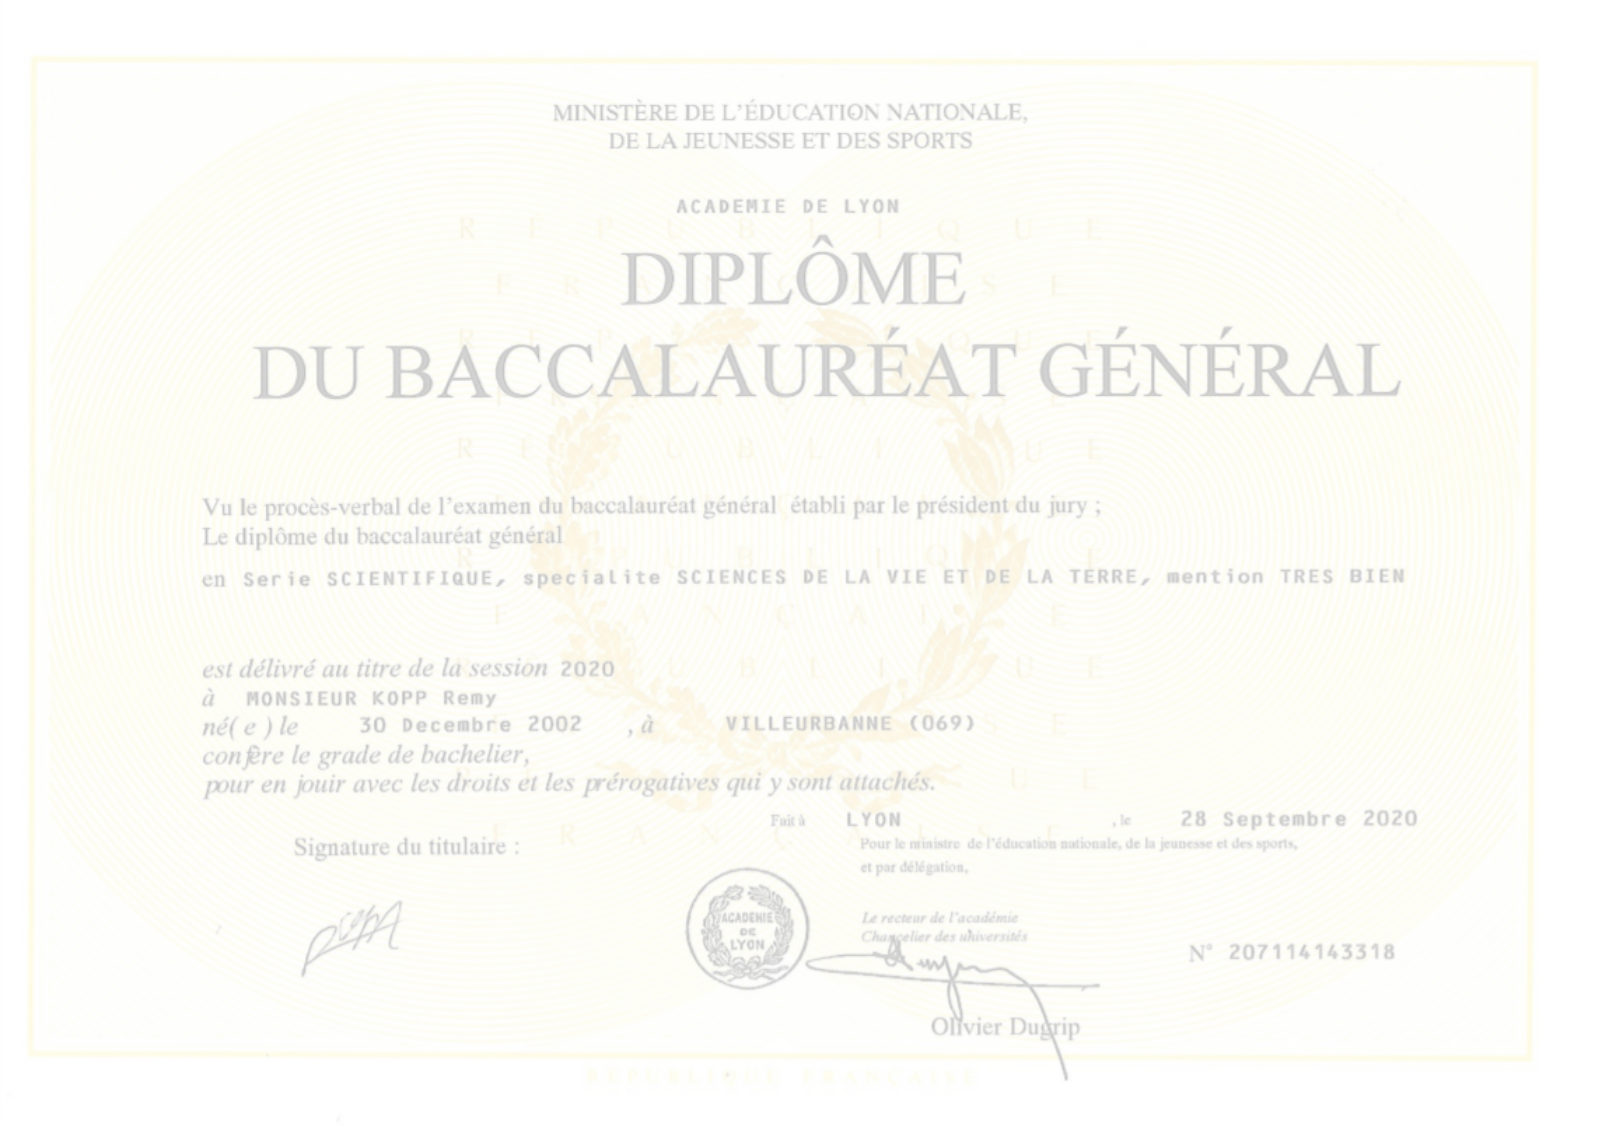 MINISTÈRE DE L'ÉDUCATION NATIONALE,
DE LA JEUNESSE ET DES SPORTS
ACADEMIE DE LYON
DIPLÔME
DU BACCALAURÉAT GÉNÉRAL
Vu le procès-verbal de l'examen du baccalauréat général établi par le président du jury ;
Le diplôme du baccalauréat général
en Serie SCIENTIFIQUE, specialite SCIENCES DE LA VIE ET DE LA TERRE, mention TRES BIEN
est délivré au titre de la session 2020
à MONSIEUR KOPP Remy
né( e ) le 30 Decembre 2002 , à VILLEURBANNE (069)
confère le grade de bachelier,
pour en jouir avec les droits et les prérogatives qui y sont attachés.
Fait à LYON , le 28 Septembre 2020
Signature du titulaire :
Pour le ministre de l'éducation nationale, de la jeunesse et des sports,
et par délégation,
ACADEMIE
DE
LYON
Le recteur de l'académie
Chancelier des universités
N° 207114143318
Olivier Dugrip
RÉPUBLIQUE FRANÇAISE